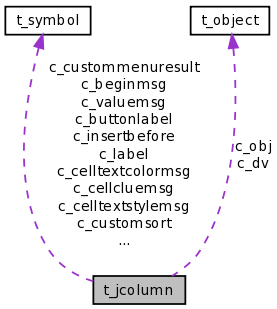 t_symbol
t_object
c_custommenuresult
c_beginmsg
c_valuemsg
c_buttonlabel
c_insertbefore
c_label
c_celltextcolormsg
c_cellcluemsg
c_celltextstylemsg
c_customsort
...
c_obj
c_dv
t_jcolumn